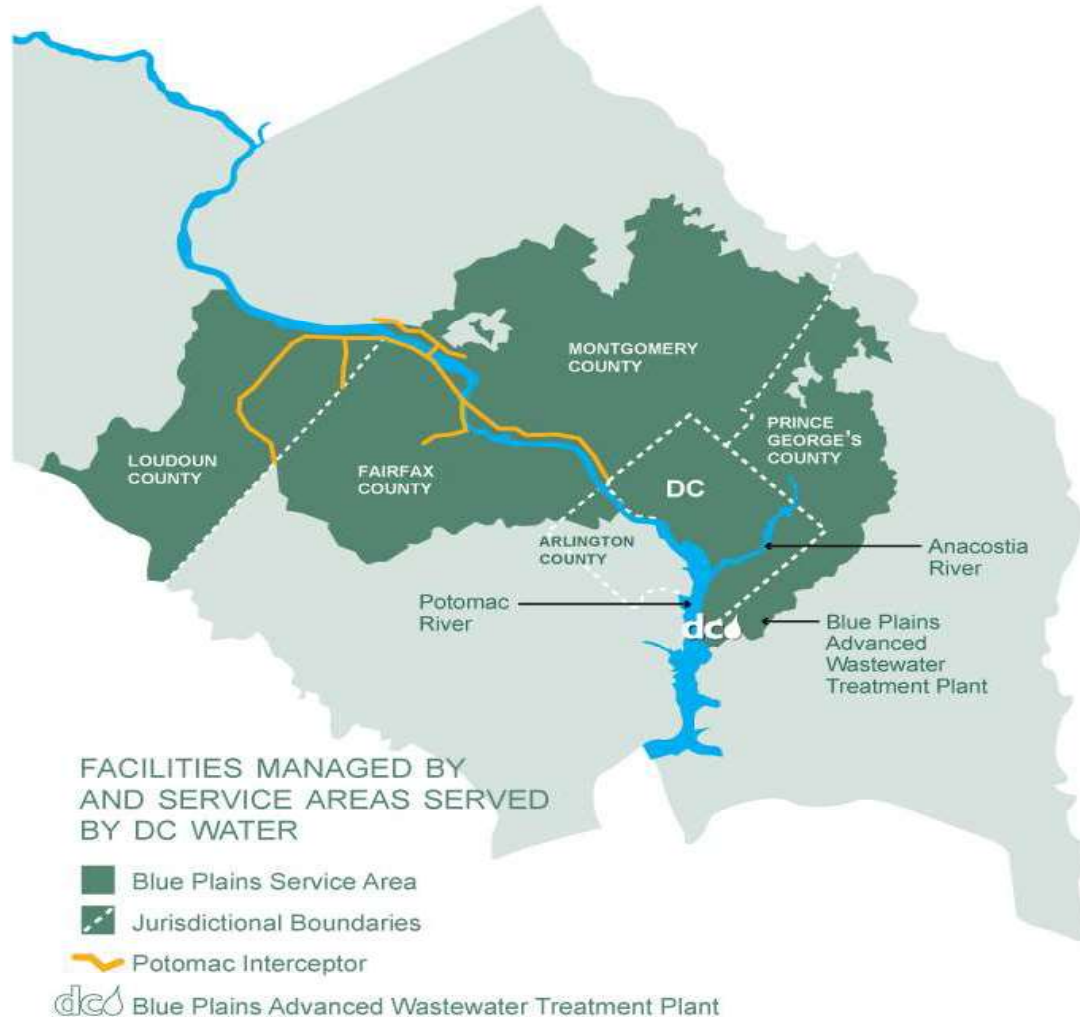 MONTGOMERY
COUNTY
PRINCE
GEORGE'S
COUNTY
LOUDOUN
COUNTY
FAIRFAX
COUNTY
DC
ARLINGTON
COUNTY
Anacostia
River
Potomac
River
dc
Blue Plains
Advanced
Wastewater
Treatment Plant
FACILITIES MANAGED BY
AND SERVICE AREAS SERVED
BY DC WATER
Blue Plains Service Area
Jurisdictional Boundaries
Potomac Interceptor
dc Blue Plains Advanced Wastewater Treatment Plant